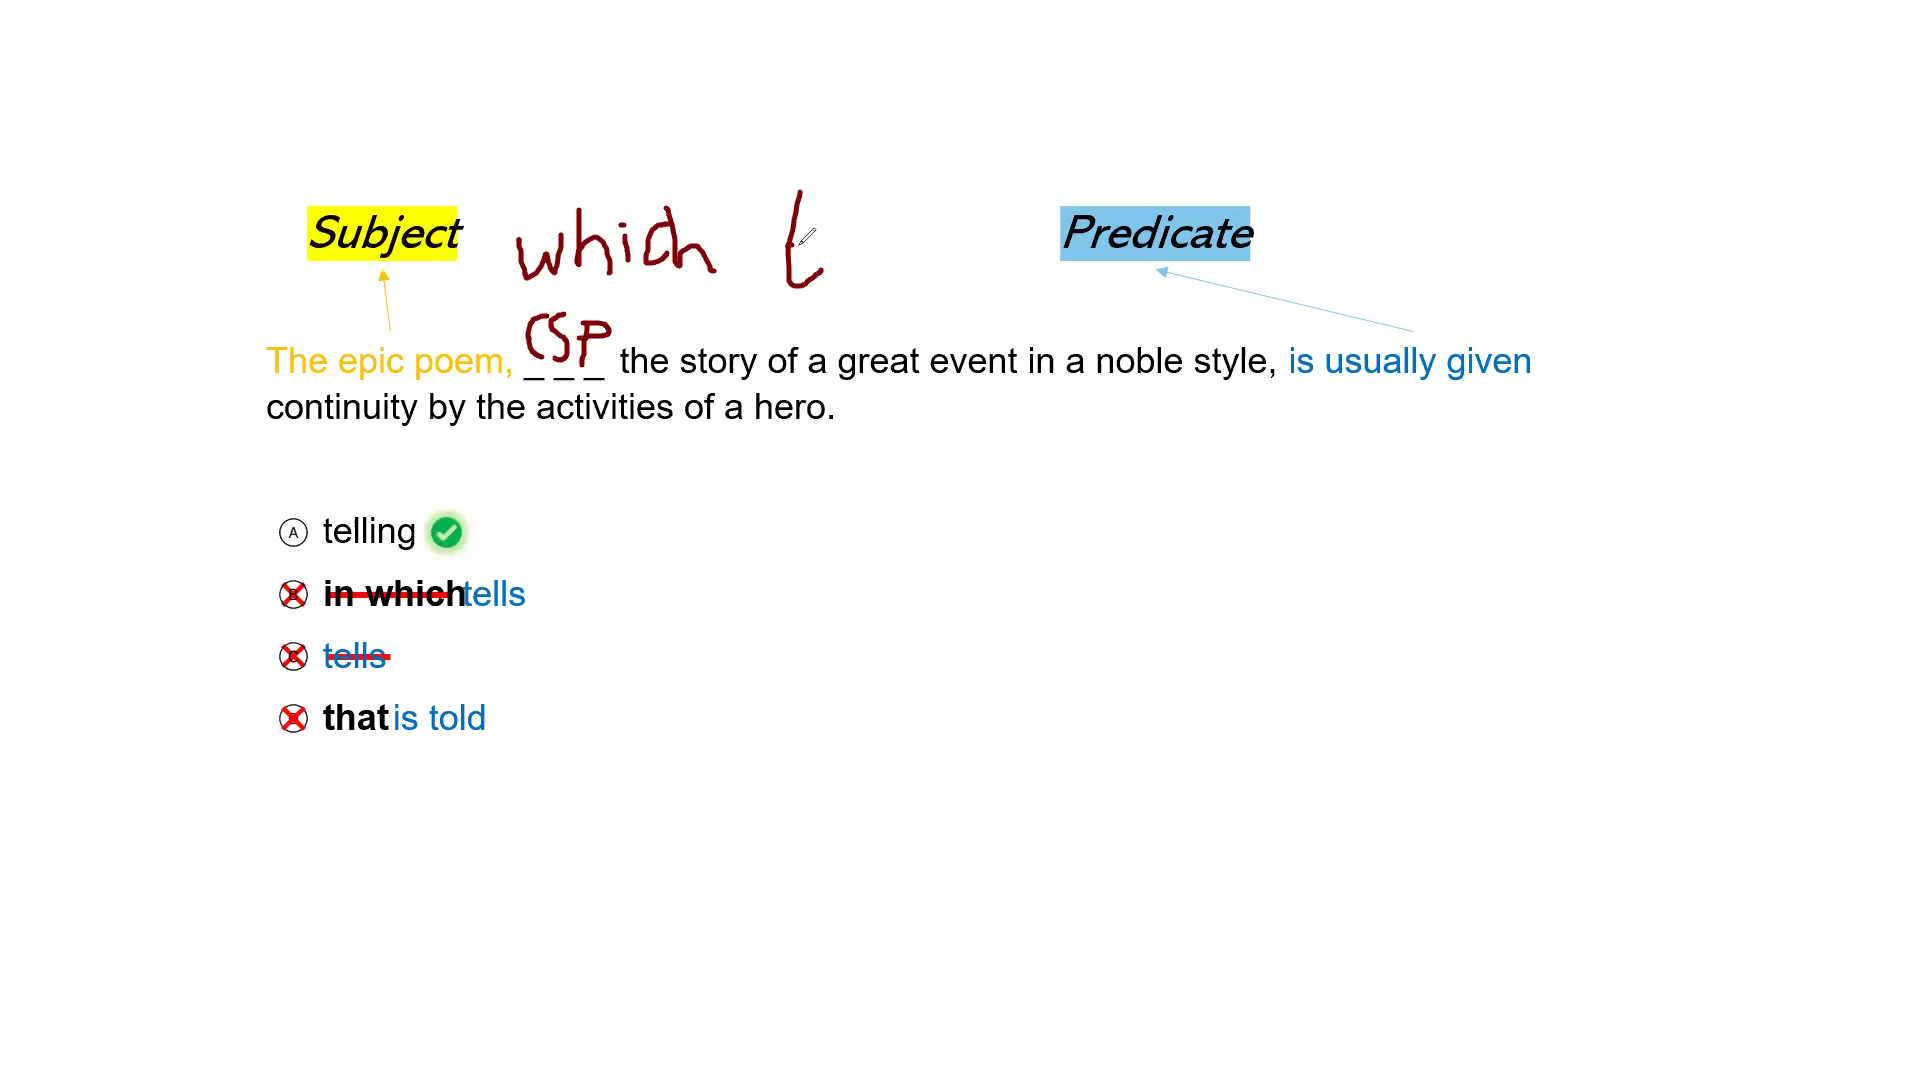 Subject which t Predicate
CSP
The epic poem, _ _ _ the story of a great event in a noble style, is usually given
continuity by the activities of a hero.
A telling
in which tells
tells
that is told